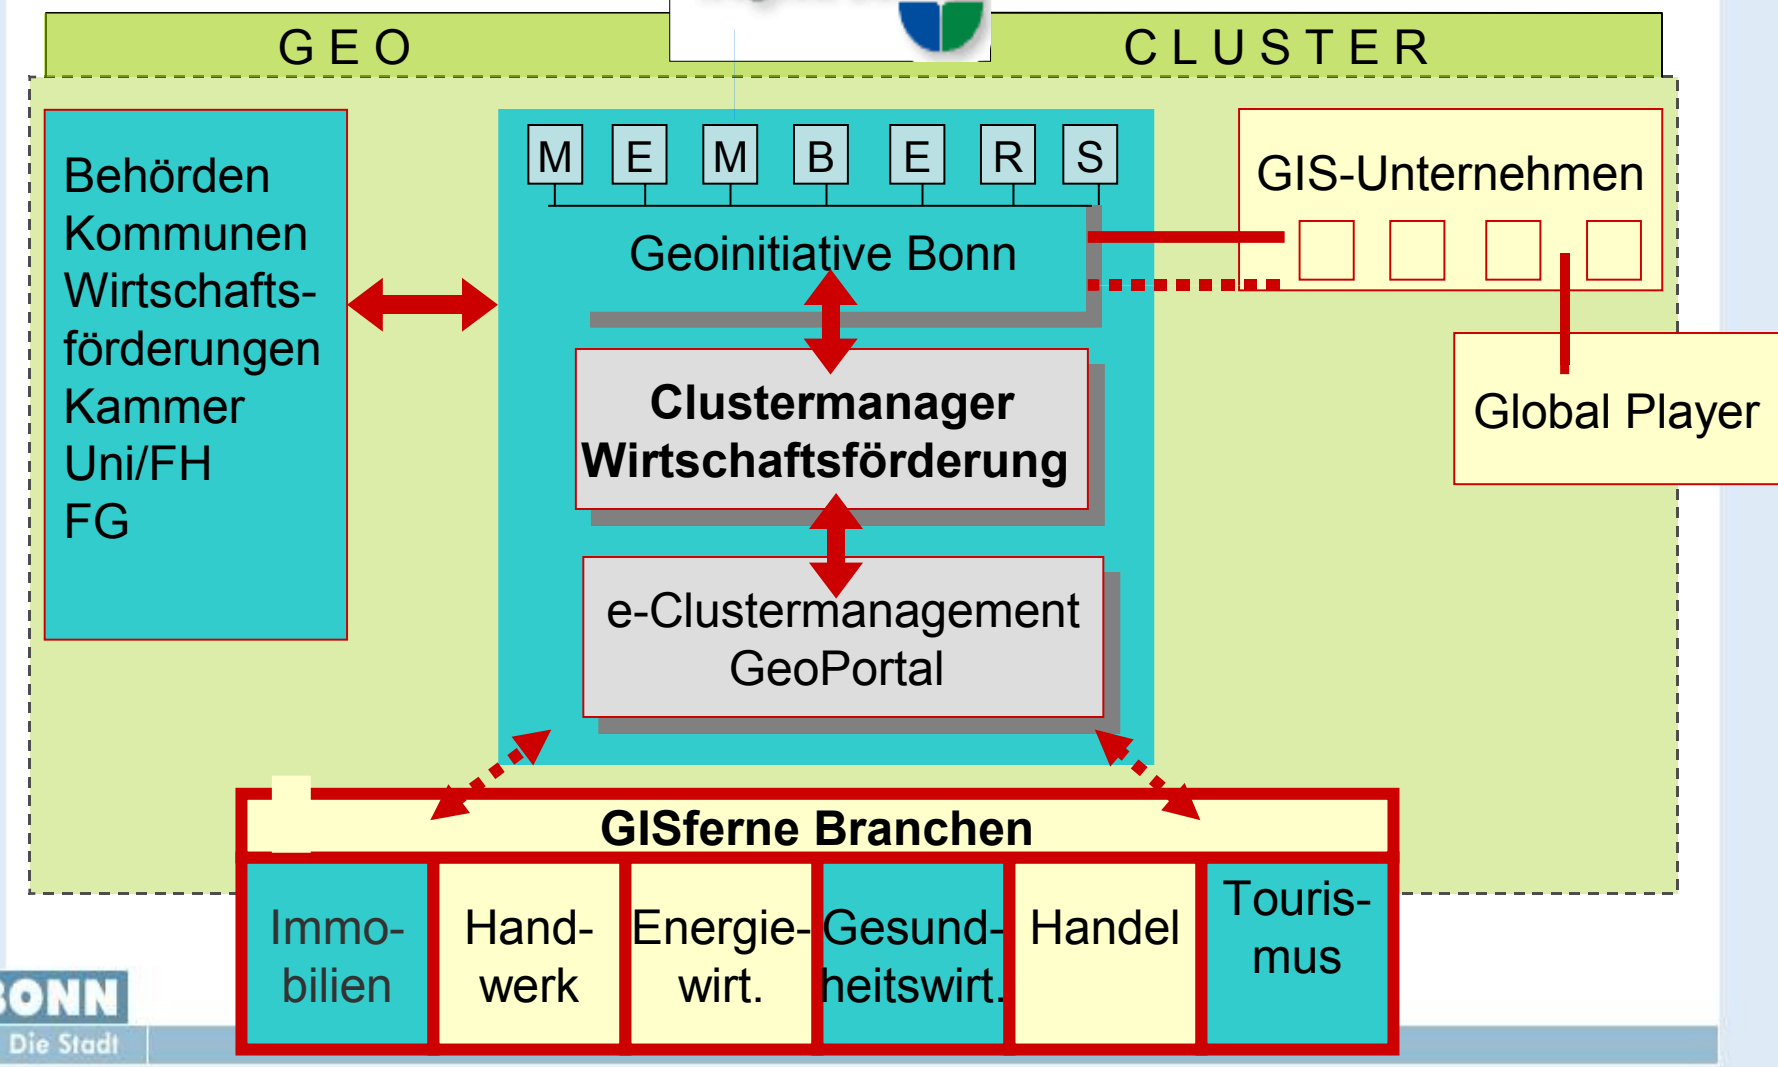 GEO CLUSTER
Behörden
Kommunen
Wirtschafts-
förderungen
Kammer
Uni/FH
FG
M E M B E R S
Geoinitiative Bonn
Clustermanager
Wirtschaftsförderung
e-Clustermanagement
GeoPortal
GIS-Unternehmen
Global Player
GISferne Branchen
Immo-
bilien
Hand-
werk
Energie-
wirt.
Gesund-
heitswirt.
Handel
Touris-
mus
BONN
Die Stadt